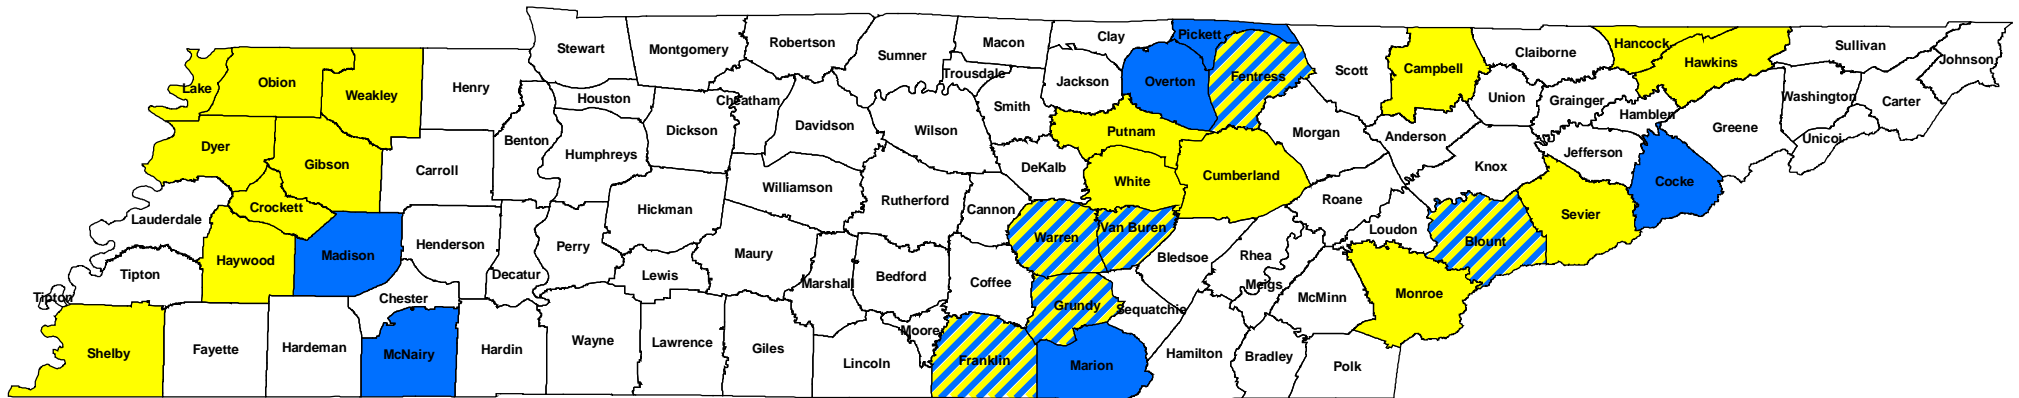 Stewart
Montgomery
Robertson
Sumner
Macon
Clay
Pickett
Overton
Fentress
Scott
Campbell
Claiborne
Hancock
Hawkins
Sullivan
Johnson
Lake
Obion
Weakley
Henry
Houston
Cheatham
Trousdale
Jackson
Smith
Union
Grainger
Hamblen
Washington
Carter
Greene
Unicoi
Dyer
Gibson
Carroll
Benton
Humphreys
Dickson
Davidson
Wilson
Putnam
Morgan
Anderson
Knox
Jefferson
Cocke
DeKalb
White
Cumberland
Lauderdale
Crockett
Hickman
Williamson
Rutherford
Cannon
Roane
Loudon
Sevier
Blount
Haywood
Madison
Henderson
Decatur
Perry
Lewis
Maury
Marshall
Bedford
Coffee
Warren
Van Buren
Bledsoe
Rhea
Meigs
McMinn
Monroe
Tipton
Tipton
Chester
Moore
Grundy
Sequatchie
Shelby
Fayette
Hardeman
McNairy
Hardin
Wayne
Lawrence
Giles
Lincoln
Franklin
Marion
Hamilton
Bradley
Polk